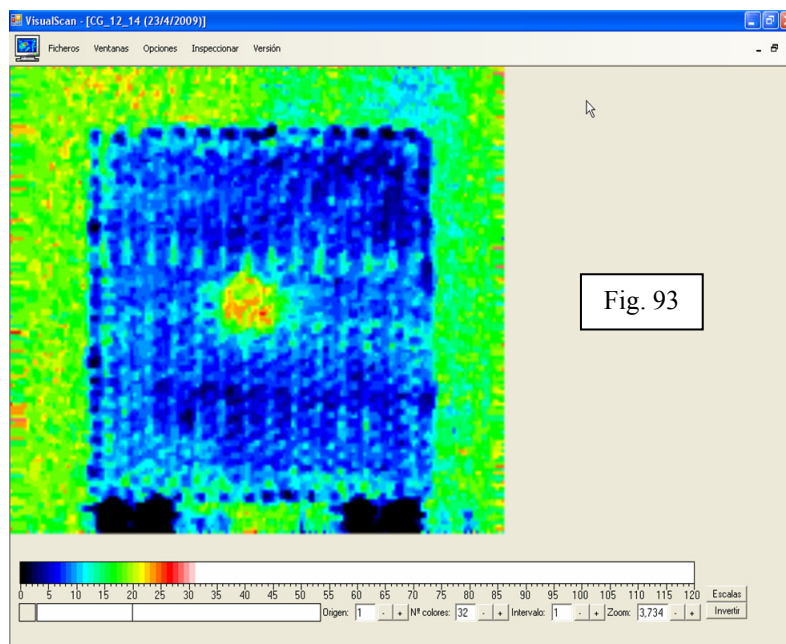 VisualScan - [CG_12_14 (23/4/2009)]
Ficheros Ventanas Opciones Inspeccionar Versión
Fig. 93
0 5 10 15 20 25 30 35 40 45 50 55 60 65 70 75 80 85 90 95 100 105 110 115 120
Escalas
Origen: 1 - + Nº colores: 32 - + Intervalo: 1 - + Zoom: 3,734 - + Invertir